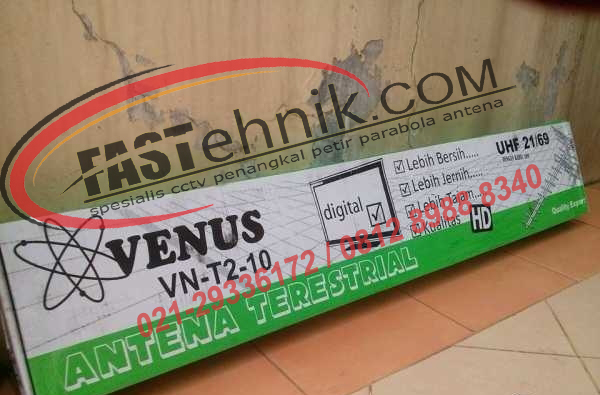 FASTehnik.COM
spesialis cctv penangkal petir parabola antena
VENUS
VN-T2-10
021-29336172 / 0812 8988 8340
ANTENA TERESTRIAL
digital
Lebih Bersih.....
Lebih Jernih.....
Lebih Tajam.....
Kualitas HD
UHF 21/69
Quality Export